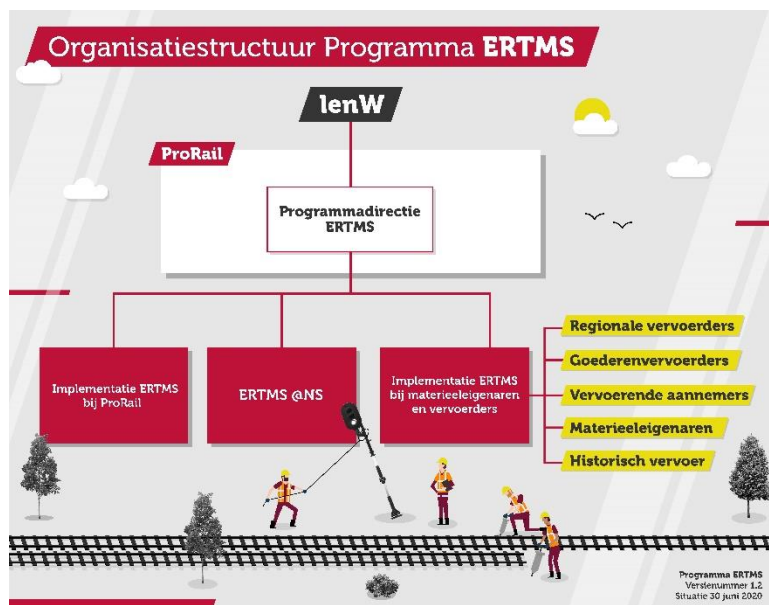 Organisatiestructuur Programma ERTMS
IenW
ProRail
Programmadirectie
ERTMS
Implementatie ERTMS
bij ProRail
ERTMS @NS
Implementatie ERTMS
bij materieeleigenaren
en vervoerders
Regionale vervoerders
Goederenvervoerders
Vervoerende aannemers
Materieeleigenaren
Historisch vervoer
Programma ERTMS
Versienummer 1.2
Situatie 30 juni 2020